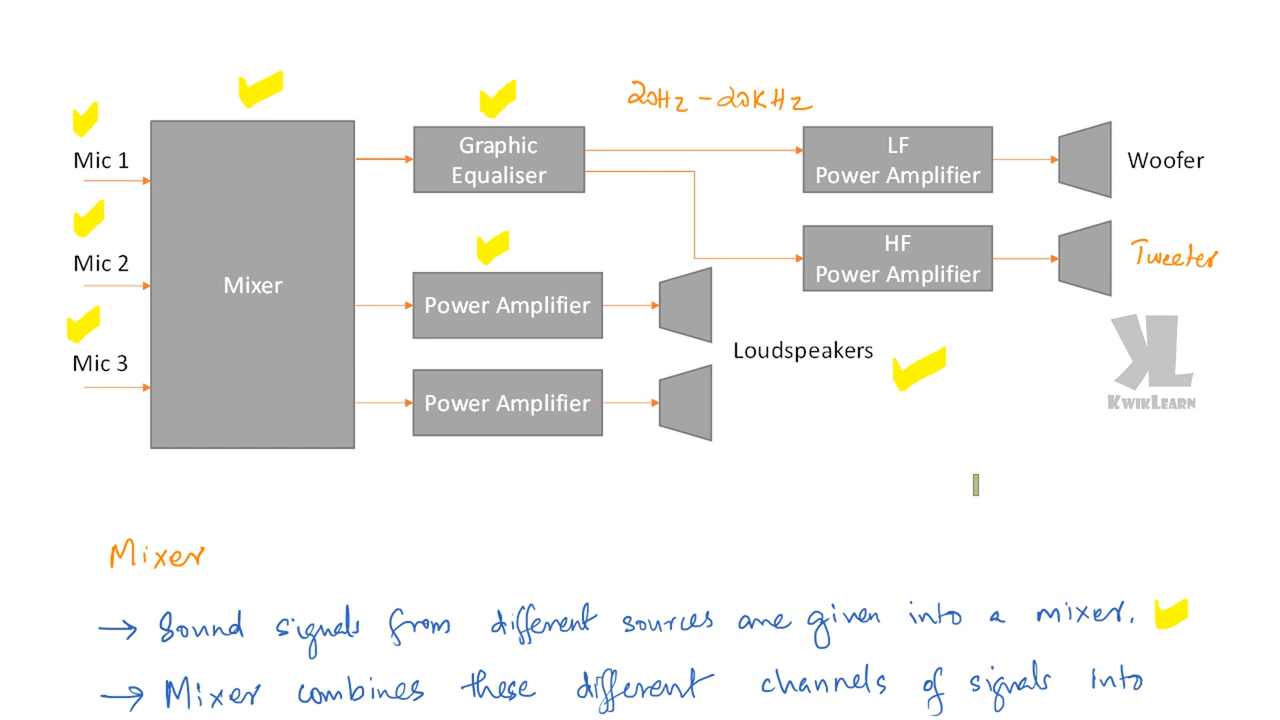 20Hz - 20KHz
Mic 1
Mic 2
Mic 3
Mixer
Graphic
Equaliser
Power Amplifier
Power Amplifier
Loudspeakers
LF
Power Amplifier
HF
Power Amplifier
Woofer
Tweeter
KL
KwikLearn
Mixer
→ Sound signals from different sources are given into a mixer.
→ Mixer combines these different channels of signals into